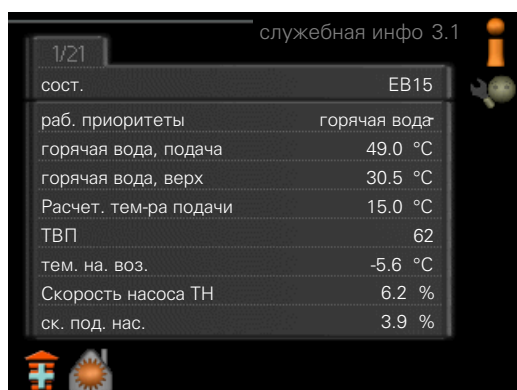 служебная инфо 3.1
1/21
сост. EB15
раб. приоритеты горячая вода
горячая вода, подача 49.0 °C
горячая вода, верх 30.5 °C
Расчет. тем-ра подачи 15.0 °C
ТВП 62
тем. на. воз. -5.6 °C
Скорость насоса ТН 6.2 %
ск. под. нас. 3.9 %